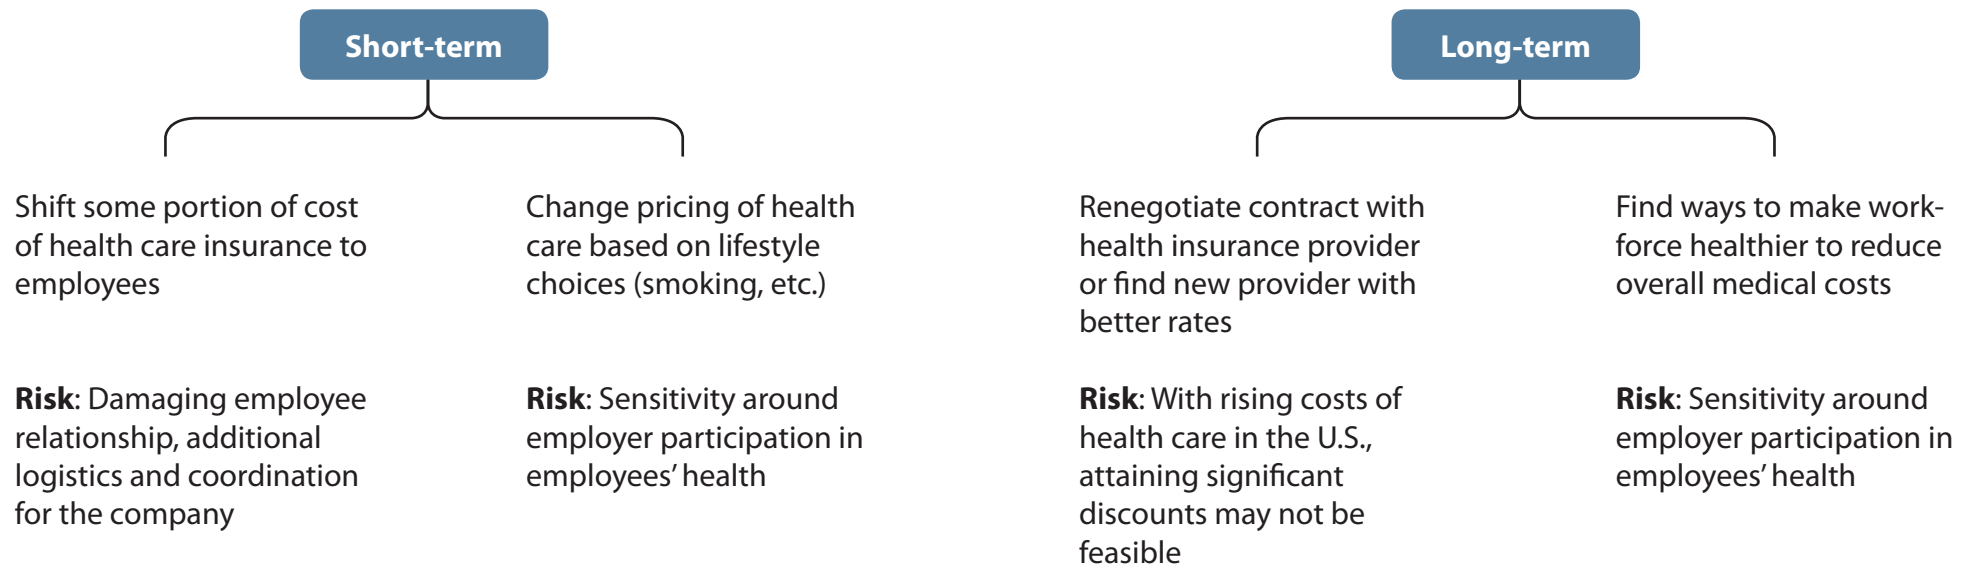 Short-term
Shift some portion of cost
of health care insurance to
employees
Risk: Damaging employee
relationship, additional
logistics and coordination
for the company
Change pricing of health
care based on lifestyle
choices (smoking, etc.)
Risk: Sensitivity around
employer participation in
employees’ health
Long-term
Renegotiate contract with
health insurance provider
or find new provider with
better rates
Risk: With rising costs of
health care in the U.S.,
attaining significant
discounts may not be
feasible
Find ways to make work-
force healthier to reduce
overall medical costs
Risk: Sensitivity around
employer participation in
employees’ health